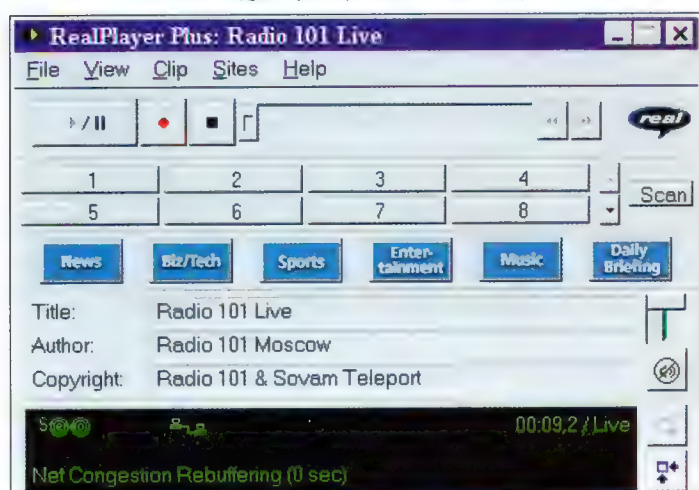 RealPlayer Plus: Radio 101 Live
File View Clip Sites Help
real
1 2 3 4
Scan
5 6 7 8
News Biz/Tech Sports Enter-tainment Music Daily Briefing
Title: Radio 101 Live
Author: Radio 101 Moscow
Copyright: Radio 101 & Sovam Teleport
00:09,2 / Live
Net Congestion Rebuffering (0 sec)